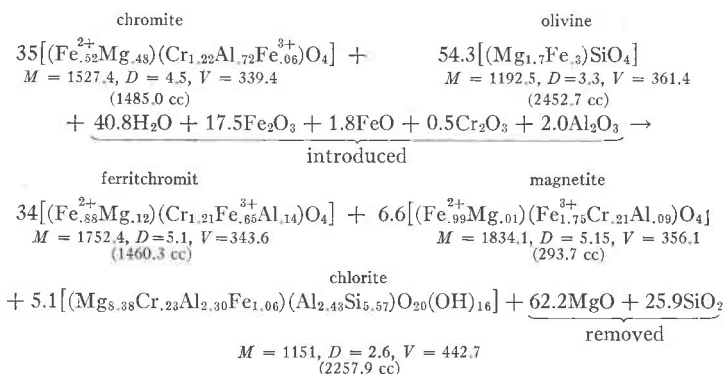 chromite olivine
35[(Fe²⁺.52Mg.48)(Cr1.22Al.72Fe³⁺.06)O4] + 54.3[(Mg1.7Fe.3)SiO4]
M = 1527.4, D = 4.5, V = 339.4 M = 1192.5, D=3.3, V = 361.4
(1485.0 cc) (2452.7 cc)
+ 40.8H2O + 17.5Fe2O3 + 1.8FeO + 0.5Cr2O3 + 2.0Al2O3 →
introduced
ferritchromit magnetite
34[(Fe²⁺.88Mg.12)(Cr1.21Fe³⁺.65Al.14)O4] + 6.6[(Fe²⁺.99Mg.01)(Fe³⁺1.75Cr.21Al.09)O4]
M = 1752.4, D=5.1, V=343.6 M = 1834.1, D = 5.15, V = 356.1
(1460.3 cc) (293.7 cc)
chlorite
+ 5.1[(Mg8.38Cr.23Al2.30Fe1.06)(Al2.43Si5.57)O20(OH)16] + 62.2MgO + 25.9SiO2
removed
M = 1151, D = 2.6, V = 442.7
(2257.9 cc)